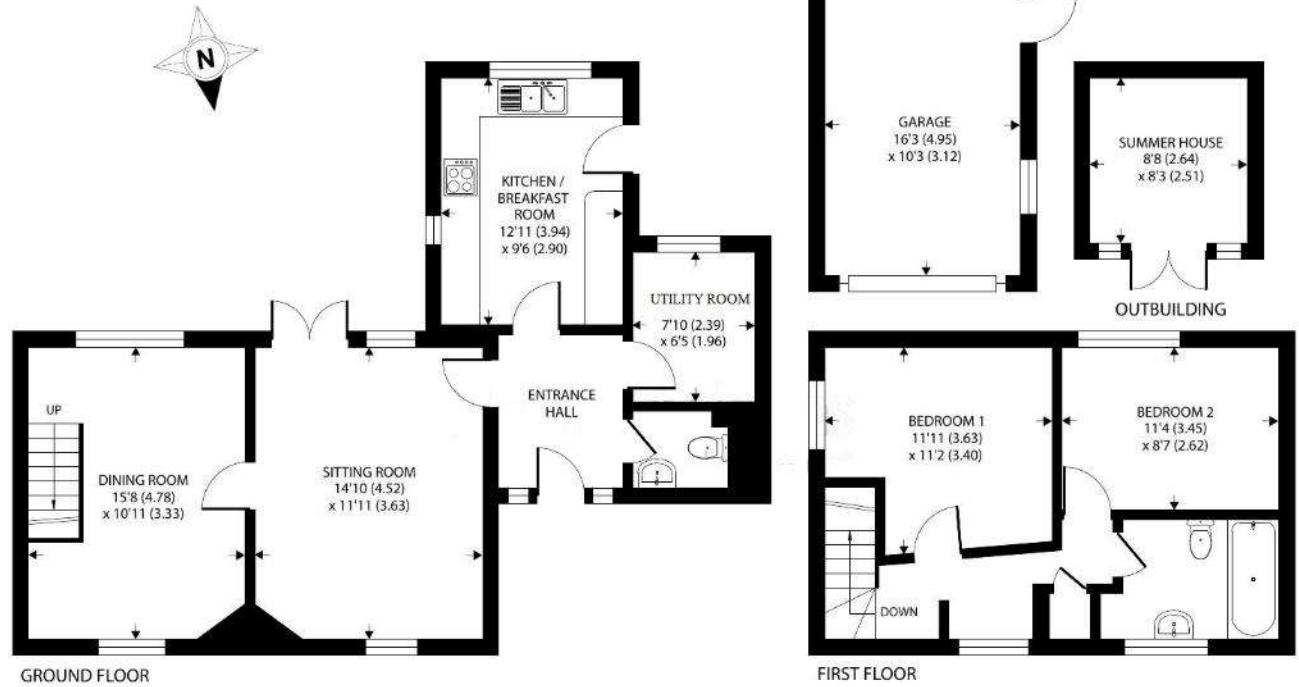 N
KITCHEN /
BREAKFAST
ROOM
12'11 (3.94)
x 9'6 (2.90)
UTILITY ROOM
7'10 (2.39)
x 6'5 (1.96)
ENTRANCE
HALL
UP
DINING ROOM
15'8 (4.78)
x 10'11 (3.33)
SITTING ROOM
14'10 (4.52)
x 11'11 (3.63)
GROUND FLOOR
GARAGE
16'3 (4.95)
x 10'3 (3.12)
SUMMER HOUSE
8'8 (2.64)
x 8'3 (2.51)
OUTBUILDING
BEDROOM 1
11'11 (3.63)
x 11'2 (3.40)
BEDROOM 2
11'4 (3.45)
x 8'7 (2.62)
DOWN
FIRST FLOOR